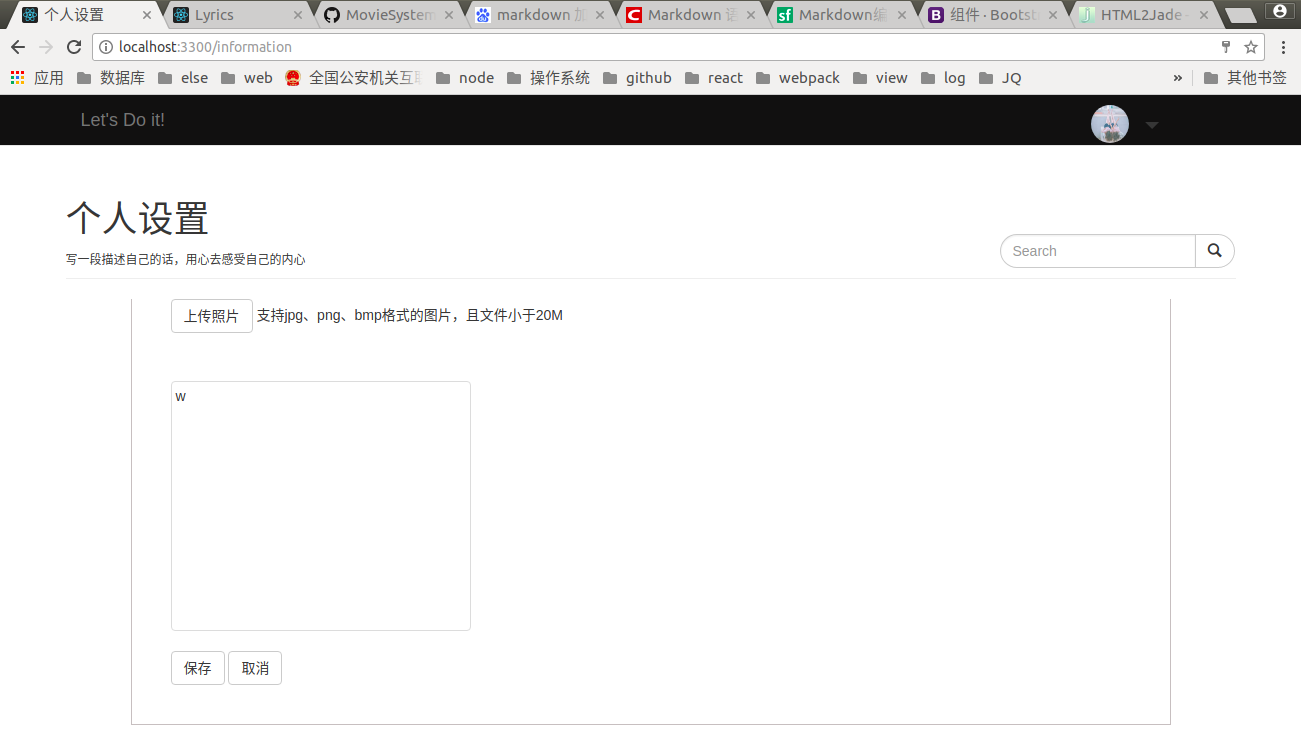 个人设置 Lyrics MovieSystem markdown 加 Markdown 语 Markdown编 组件 · Bootst HTML2Jade -
localhost:3300/information
应用 数据库 else web 全国公安机关互联 node 操作系统 github react webpack view log JQ » 其他书签
Let's Do it!
个人设置
写一段描述自己的话，用心去感受自己的内心
Search
上传照片 支持jpg、png、bmp格式的图片，且文件小于20M
w
保存 取消